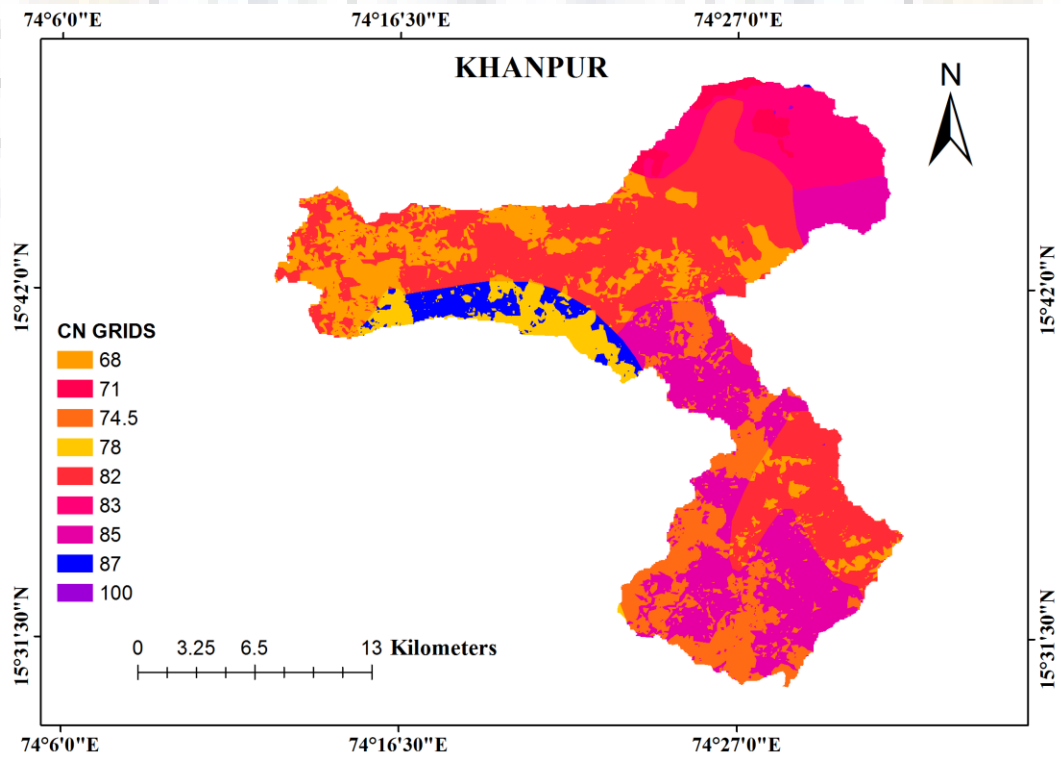 74°6'0"E 74°16'30"E 74°27'0"E
KHANPUR
N
15°42'0"N 15°42'0"N
CN GRIDS
68
71
74.5
78
82
83
85
87
100
15°31'30"N 15°31'30"N
0 3.25 6.5 13 Kilometers
74°6'0"E 74°16'30"E 74°27'0"E